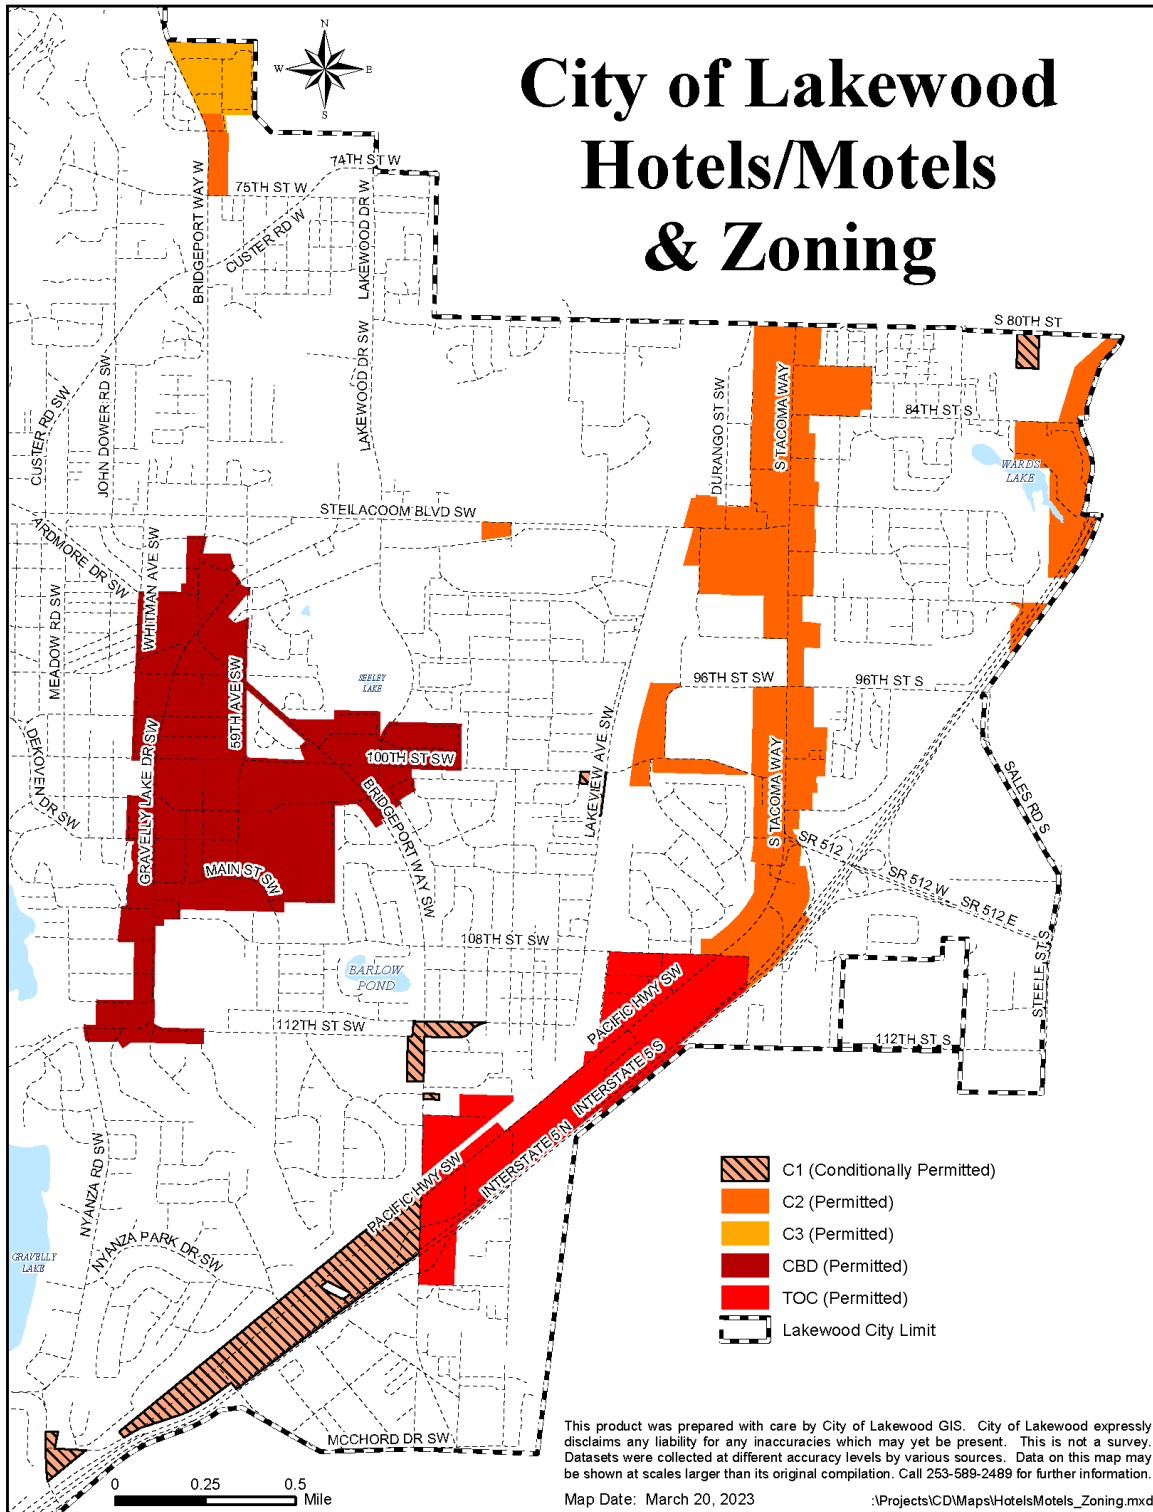 City of Lakewood
Hotels/Motels
& Zoning
N
W
E
S
74TH ST W
75TH ST W
BRIDGEPORT WAY W
CUSTER RD W
LAKEWOOD DR W
S 80TH ST
LAKEWOOD DR SW
JOHN DOWER RD SW
CUSTER RD SW
DURANGO ST SW
S TACOMA WAY
84TH ST S
WARDS
LAKE
STEILACOOM BLVD SW
ARDMORE DR SW
WHITMAN AVE SW
MEADOW RD SW
59TH AVE SW
SEELEY
LAKE
96TH ST SW
96TH ST S
DEKOVEN DR SW
GRAVELLY LAKE DR SW
100TH ST SW
LAKEVIEW AVE SW
BRIDGEPORT WAY SW
S TACOMA WAY
SALES RD S
SR 512
SR 512 W
SR 512 E
MAIN ST SW
108TH ST SW
BARLOW
POND
STEELE ST S
PACIFIC HWY SW
112TH ST SW
112TH ST S
INTERSTATE 5 S
INTERSTATE 5 N
PACIFIC HWY SW
NYANZA RD SW
NYANZA PARK DR SW
GRAVELLY
LAKE
MCCHORD DR SW
C1 (Conditionally Permitted)
C2 (Permitted)
C3 (Permitted)
CBD (Permitted)
TOC (Permitted)
Lakewood City Limit
This product was prepared with care by City of Lakewood GIS. City of Lakewood expressly
disclaims any liability for any inaccuracies which may yet be present. This is not a survey.
Datasets were collected at different accuracy levels by various sources. Data on this map may
be shown at scales larger than its original compilation. Call 253-589-2489 for further information.
0 0.25 0.5
Mile
Map Date: March 20, 2023
:\Projects\CD\Maps\HotelsMotels_Zoning.mxd